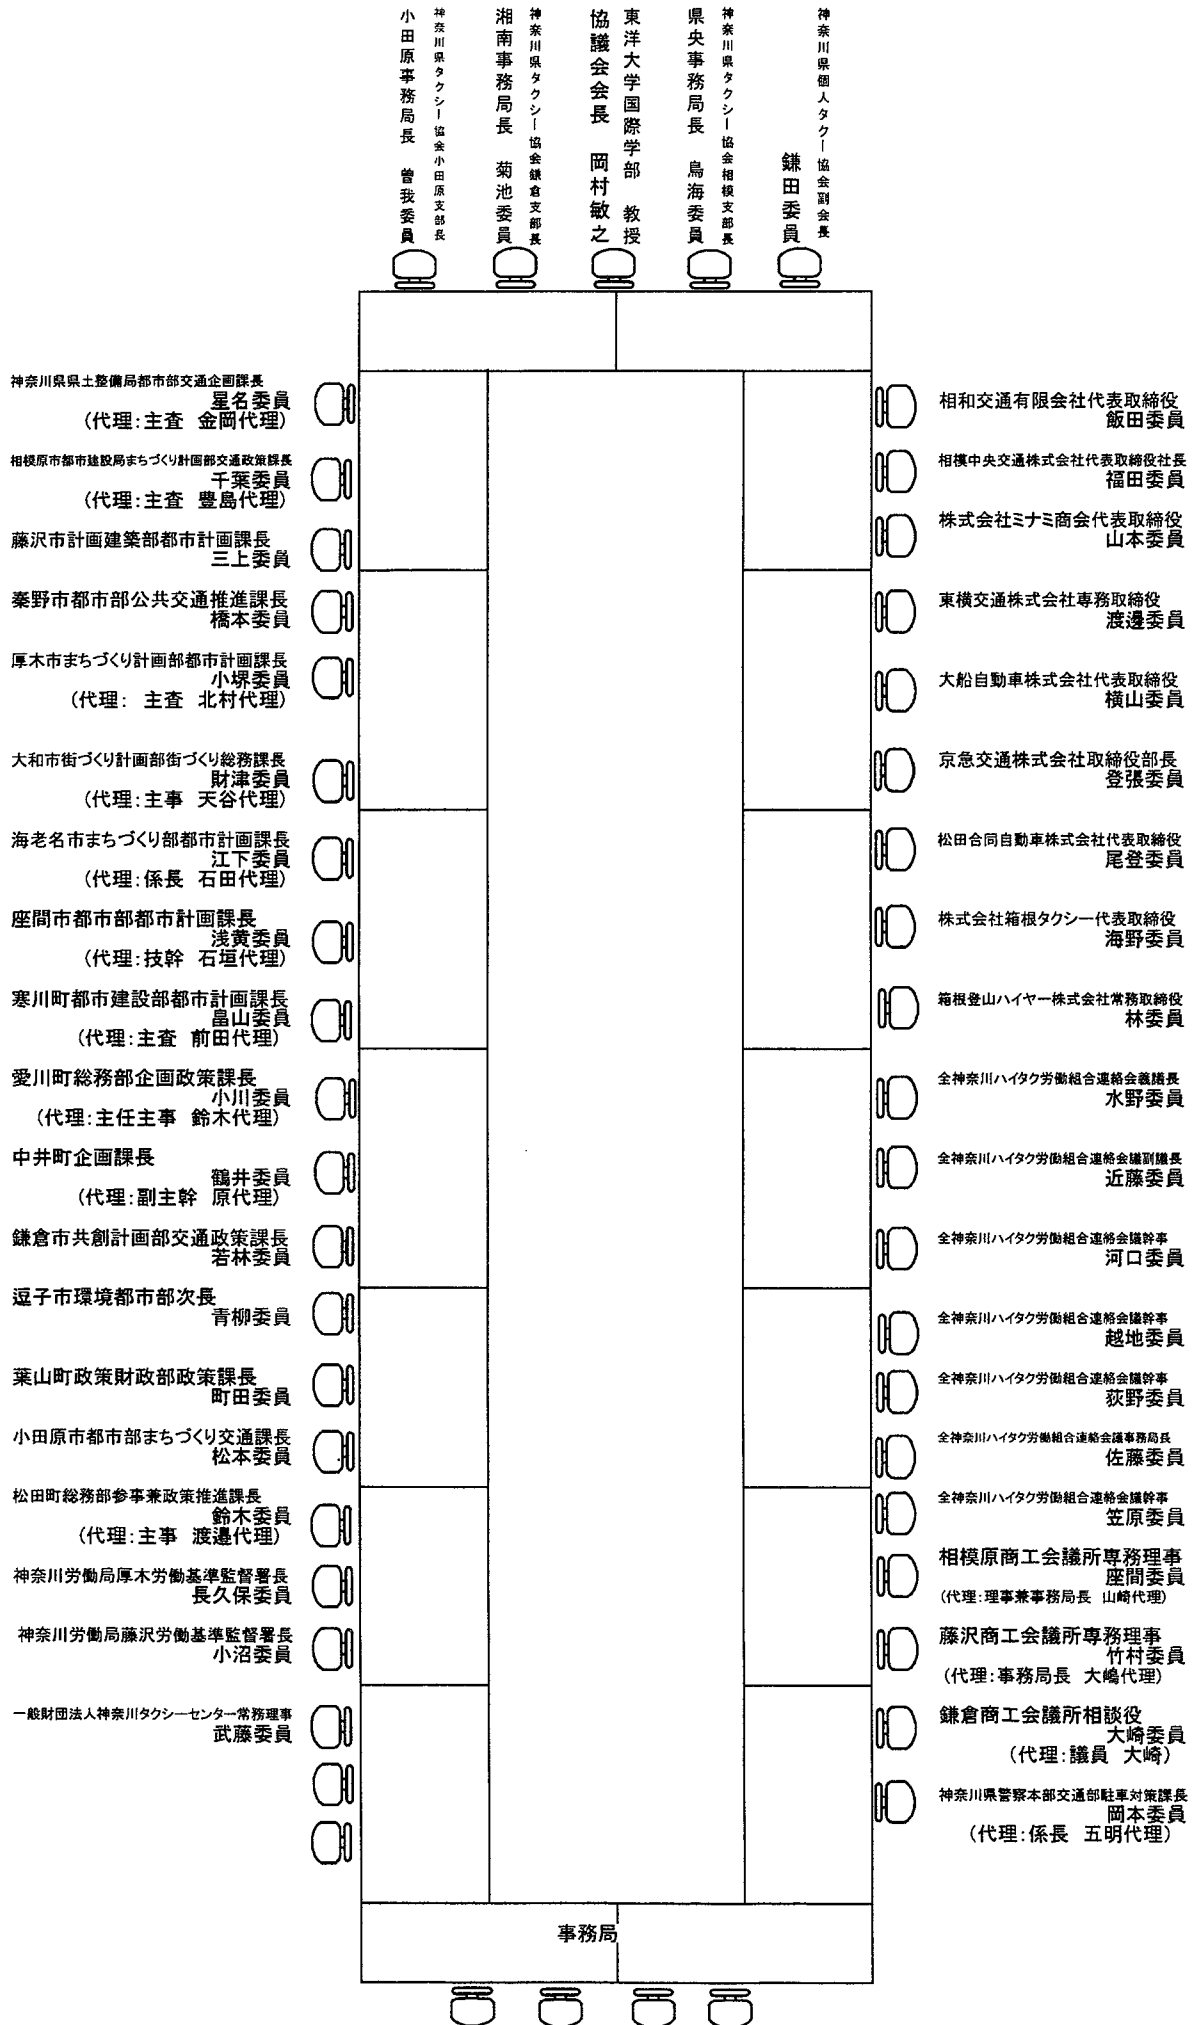 神奈川県個人タクー協会副会長
鎌田委員
神奈川県タクシー協会相模支部長
県央事務局長　鳥海委員
東洋大学国際学部　教授
協議会会長　岡村敏之
神奈川県タクシー協会鎌倉支部長
湘南事務局長　菊池委員
神奈川県タクシー協会小田原支部長
小田原事務局長　曽我委員
神奈川県県土整備局都市部交通企画課長
星名委員
（代理：主査　金岡代理）
相模原市都市建設局まちづくり計画部交通政策課長
千葉委員
（代理：主査　豊島代理）
藤沢市計画建築部都市計画課長
三上委員
秦野市都市部公共交通推進課長
橋本委員
厚木市まちづくり計画部都市計画課長
小堺委員
（代理：　主査　北村代理）
大和市街づくり計画部街づくり総務課長
財津委員
（代理：主事　天谷代理）
海老名市まちづくり部都市計画課長
江下委員
（代理：係長　石田代理）
座間市都市部都市計画課長
浅黄委員
（代理：技幹　石垣代理）
寒川町都市建設部都市計画課長
畠山委員
（代理：主査　前田代理）
愛川町総務部企画政策課長
小川委員
（代理：主任主事　鈴木代理）
中井町企画課長
鶴井委員
（代理：副主幹　原代理）
鎌倉市共創計画部交通政策課長
若林委員
逗子市環境都市部次長
青柳委員
葉山町政策財政部政策課長
町田委員
小田原市都市部まちづくり交通課長
松本委員
松田町総務部参事兼政策推進課長
鈴木委員
（代理：主事　渡邉代理）
神奈川労働局厚木労働基準監督署長
長久保委員
神奈川労働局藤沢労働基準監督署長
小沼委員
一般財団法人神奈川タクシーセンター常務理事
武藤委員
相和交通有限会社代表取締役
飯田委員
相模中央交通株式会社代表取締役社長
福田委員
株式会社ミナミ商会代表取締役
山本委員
東横交通株式会社専務取締役
渡邊委員
大船自動車株式会社代表取締役
横山委員
京急交通株式会社取締役部長
登張委員
松田合同自動車株式会社代表取締役
尾登委員
株式会社箱根タクシー代表取締役
海野委員
箱根登山ハイヤー株式会社常務取締役
林委員
全神奈川ハイタク労働組合連絡会義議長
水野委員
全神奈川ハイタク労働組合連絡会議副議長
近藤委員
全神奈川ハイタク労働組合連絡会議幹事
河口委員
全神奈川ハイタク労働組合連絡会議幹事
越地委員
全神奈川ハイタク労働組合連絡会議幹事
荻野委員
全神奈川ハイタク労働組合連絡会議事務局長
佐藤委員
全神奈川ハイタク労働組合連絡会議幹事
笠原委員
相模原商工会議所専務理事
座間委員
（代理：理事兼事務局長　山崎代理）
藤沢商工会議所専務理事
竹村委員
（代理：事務局長　大嶋代理）
鎌倉商工会議所相談役
大崎委員
（代理：議員　大崎）
神奈川県警察本部交通部駐車対策課長
岡本委員
（代理：係長　五明代理）
事務局